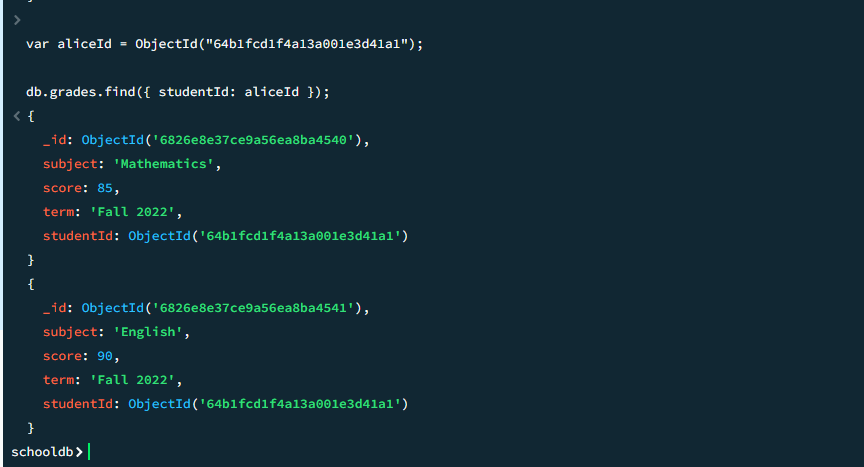 >
var aliceId = ObjectId("64b1fcd1f4a13a001e3d41a1");
db.grades.find({ studentId: aliceId });
< {
_id: ObjectId('6826e8e37ce9a56ea8ba4540'),
subject: 'Mathematics',
score: 85,
term: 'Fall 2022',
studentId: ObjectId('64b1fcd1f4a13a001e3d41a1')
}
{
_id: ObjectId('6826e8e37ce9a56ea8ba4541'),
subject: 'English',
score: 90,
term: 'Fall 2022',
studentId: ObjectId('64b1fcd1f4a13a001e3d41a1')
}
schooldb>